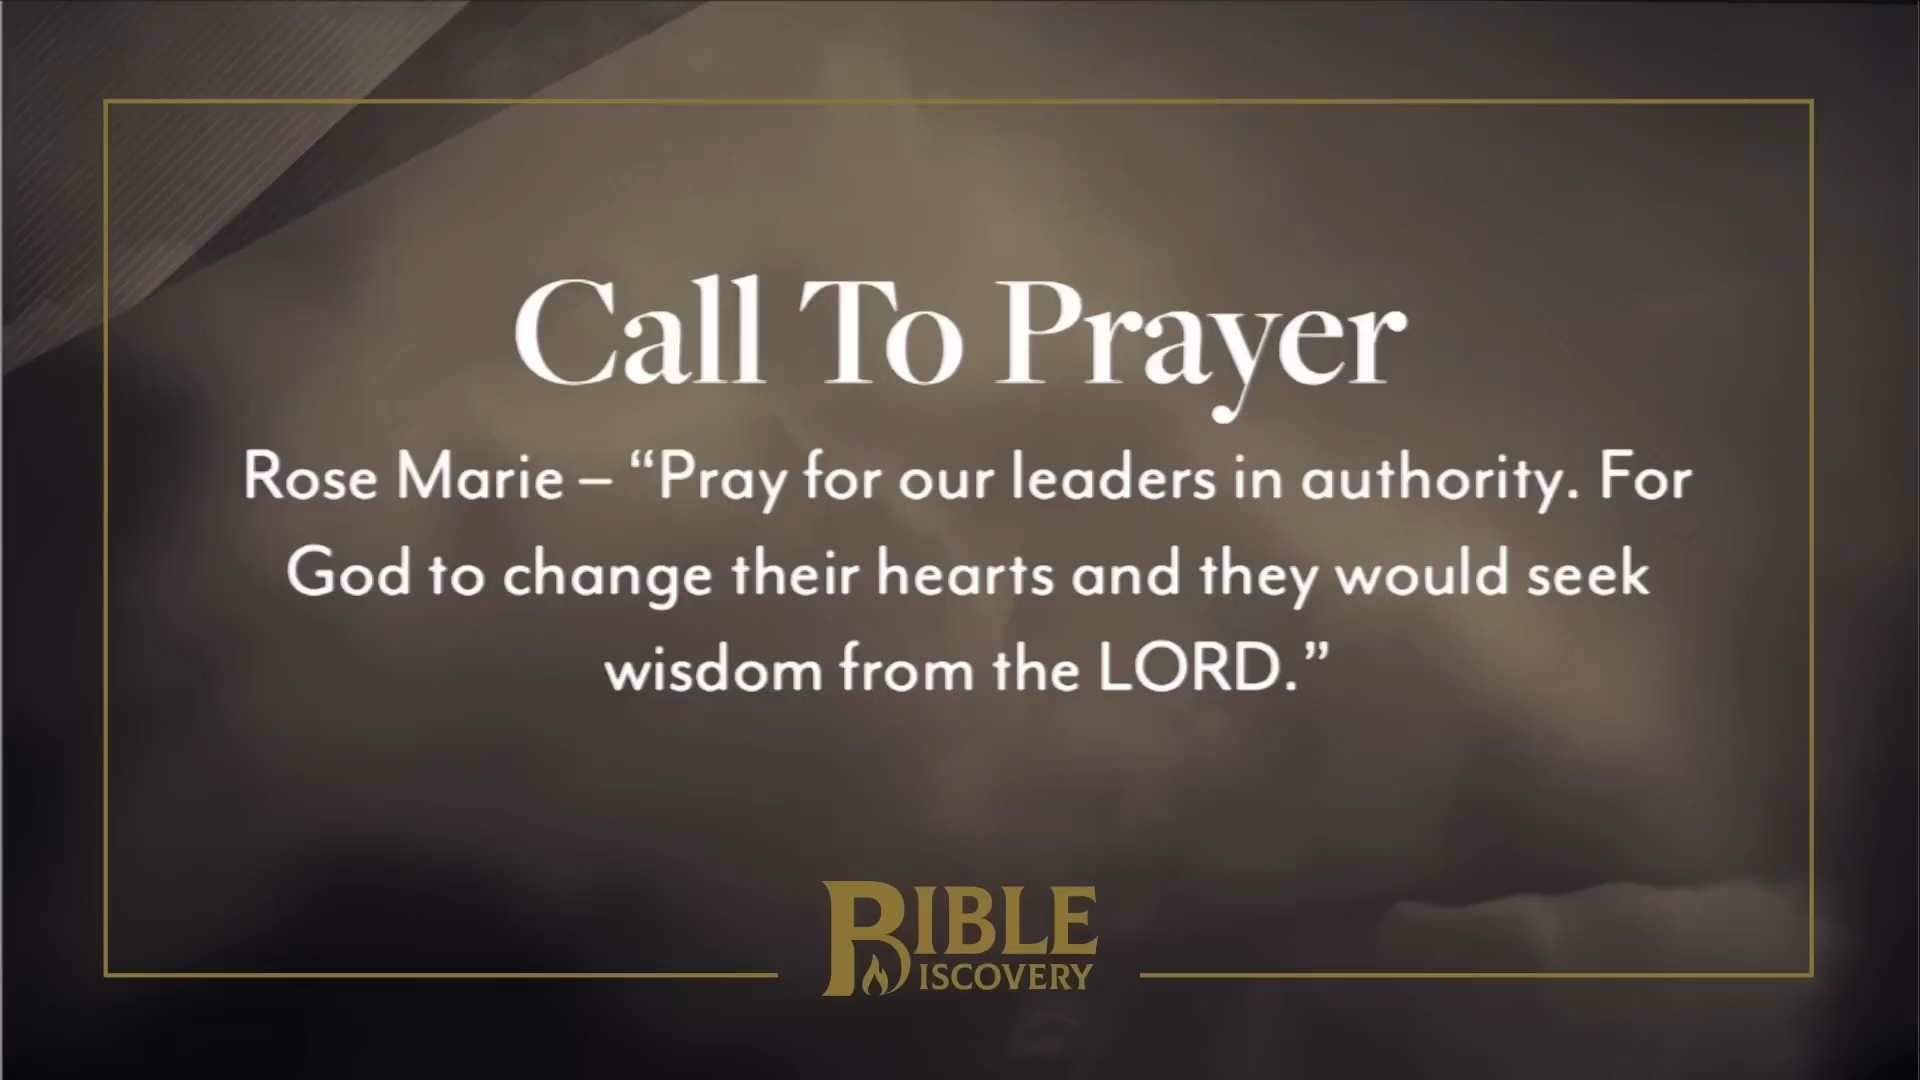 Call To Prayer
Rose Marie – “Pray for our leaders in authority. For
God to change their hearts and they would seek
wisdom from the LORD.”
BIBLE
DISCOVERY